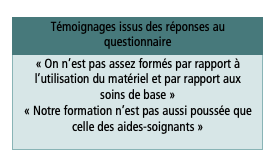 Témoignages issus des réponses au
questionnaire
« On n’est pas assez formés par rapport à
l’utilisation du matériel et par rapport aux
soins de base »
« Notre formation n’est pas aussi poussée que
celle des aides-soignants »